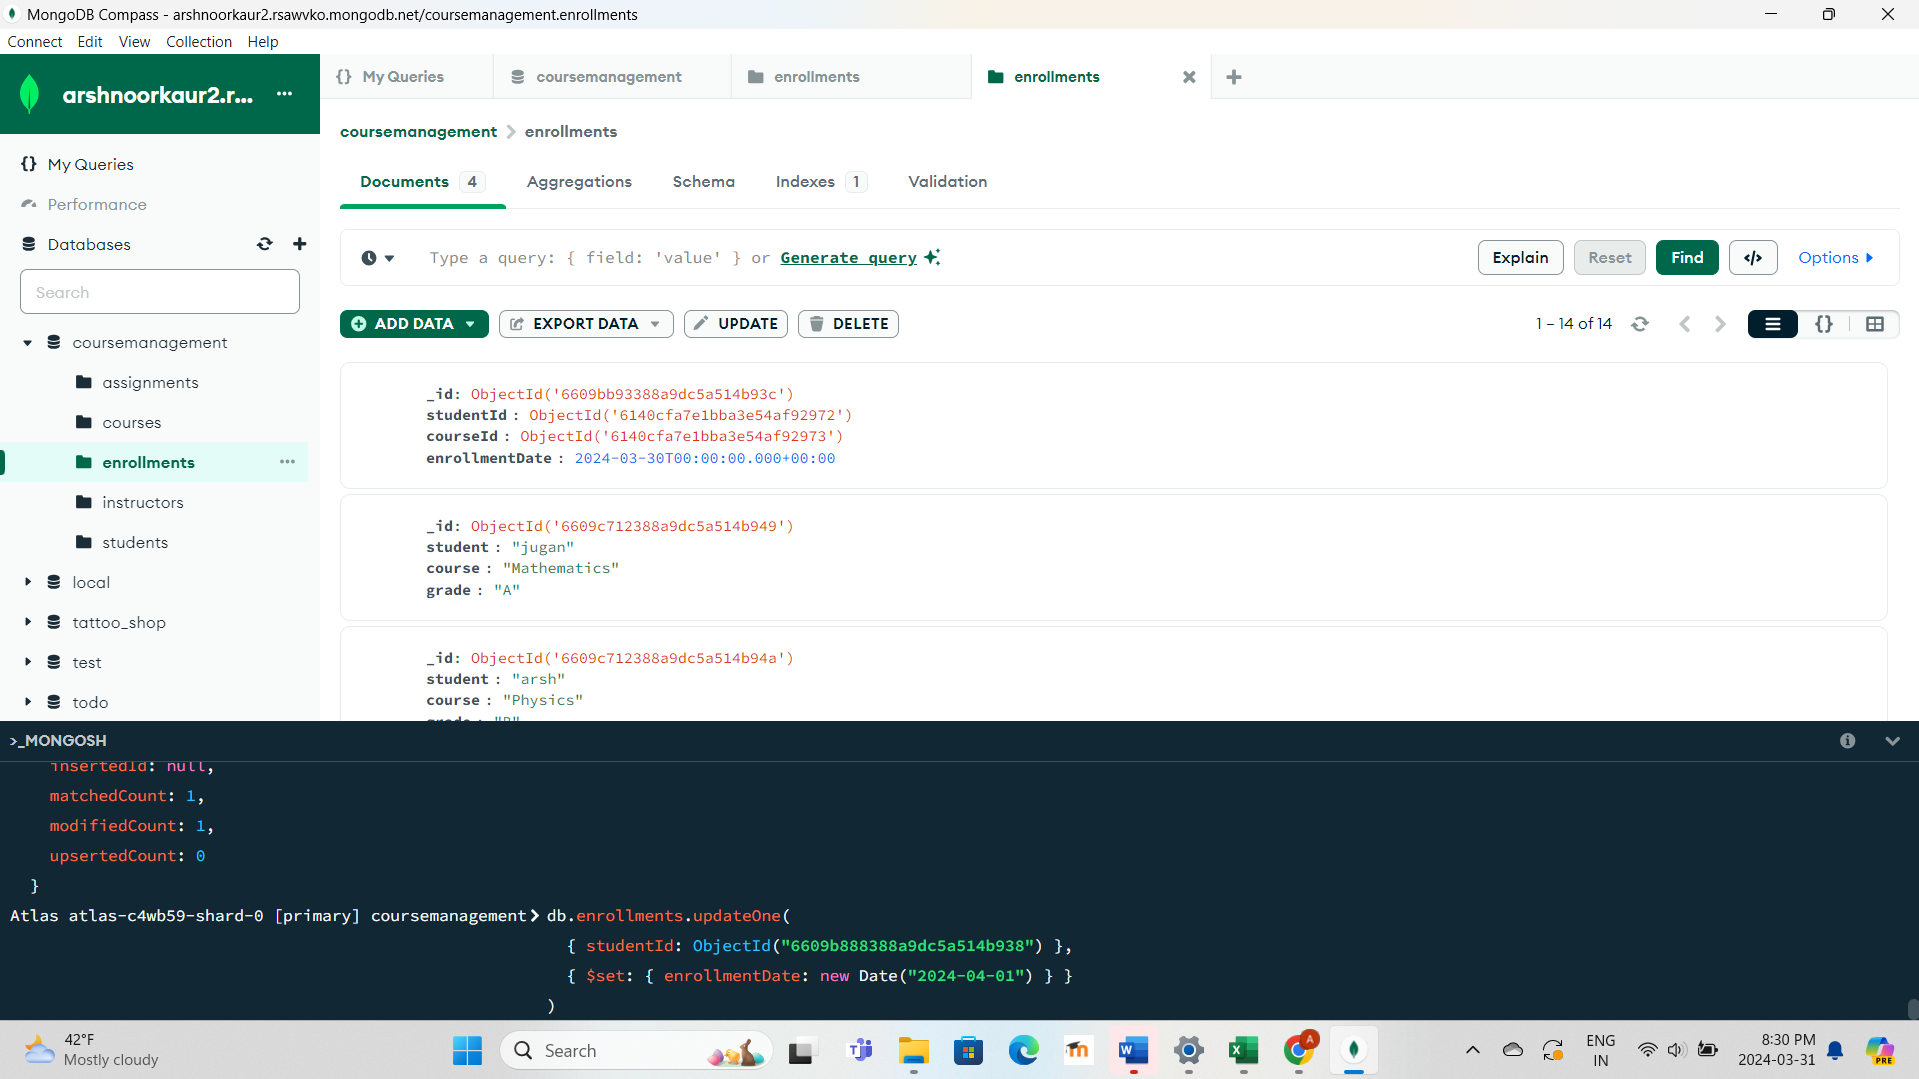 MongoDB Compass - arshnoorkaur2.rsawvko.mongodb.net/coursemanagement.enrollments
Connect Edit View Collection Help
arshnoorkaur2.r... ...
{} My Queries
coursemanagement
enrollments
enrollments
coursemanagement > enrollments
{} My Queries
Performance
Databases
Search
coursemanagement
assignments
courses
enrollments ...
instructors
students
local
tattoo_shop
test
todo
Documents 4 Aggregations Schema Indexes 1 Validation
Type a query: { field: 'value' } or Generate query
Explain Reset Find </> Options
ADD DATA EXPORT DATA UPDATE DELETE
1 – 14 of 14 {}
_id: ObjectId('6609bb93388a9dc5a514b93c')
studentId : ObjectId('6140cfa7e1bba3e54af92972')
courseId : ObjectId('6140cfa7e1bba3e54af92973')
enrollmentDate : 2024-03-30T00:00:00.000+00:00
_id: ObjectId('6609c712388a9dc5a514b949')
student : "jugan"
course : "Mathematics"
grade : "A"
_id: ObjectId('6609c712388a9dc5a514b94a')
student : "arsh"
course : "Physics"
grade : "B"
>_MONGOSH
insertedId: null,
matchedCount: 1,
modifiedCount: 1,
upsertedCount: 0
}
Atlas atlas-c4wb59-shard-0 [primary] coursemanagement> db.enrollments.updateOne(
{ studentId: ObjectId("6609b888388a9dc5a514b938") },
{ $set: { enrollmentDate: new Date("2024-04-01") } }
)
42°F
Mostly cloudy
Search
ENG
IN
8:30 PM
2024-03-31
PRE